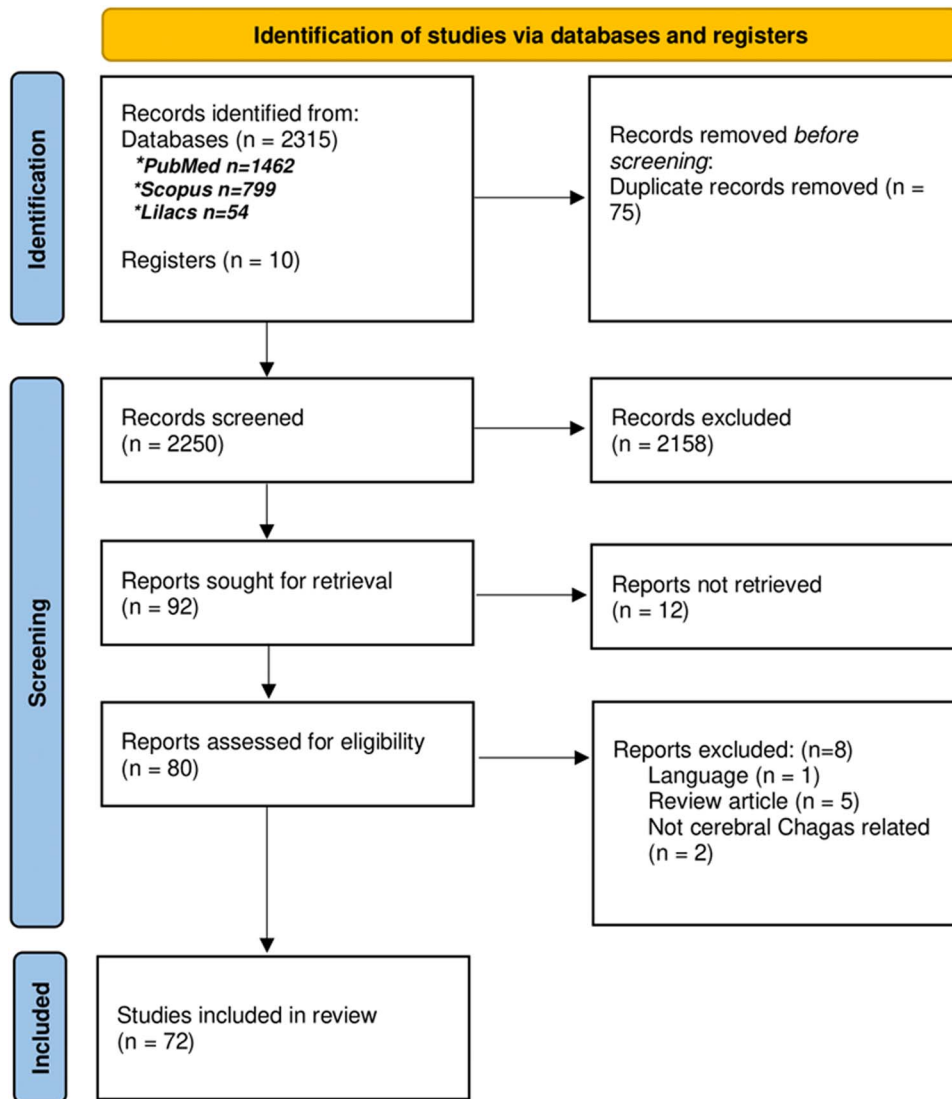 Identification of studies via databases and registers
Identification
Records identified from:
Databases (n = 2315)
*PubMed n=1462
*Scopus n=799
*Lilacs n=54
Registers (n = 10)
Records removed before
screening:
Duplicate records removed (n =
75)
Screening
Records screened
(n = 2250)
Records excluded
(n = 2158)
Reports sought for retrieval
(n = 92)
Reports not retrieved
(n = 12)
Reports assessed for eligibility
(n = 80)
Reports excluded: (n=8)
Language (n = 1)
Review article (n = 5)
Not cerebral Chagas related
(n = 2)
Included
Studies included in review
(n = 72)